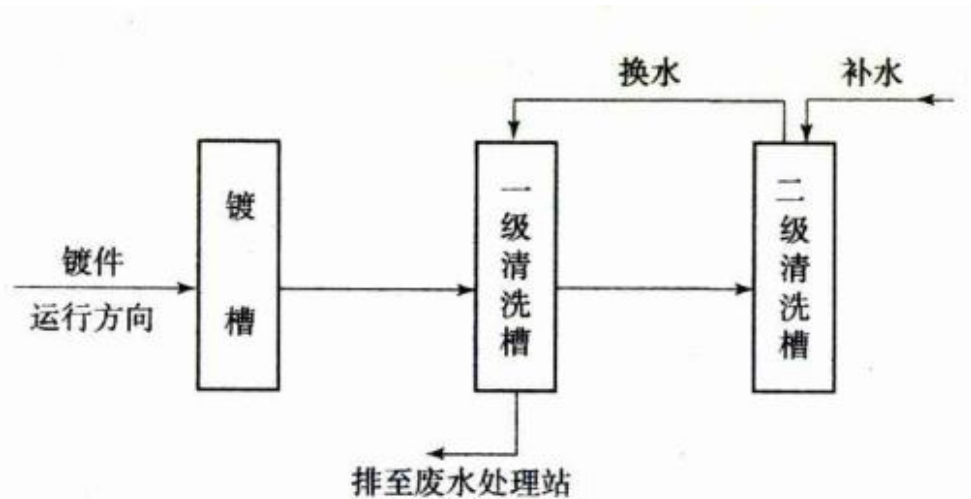 换水
补水
镀槽
一级清洗槽
二级清洗槽
镀件
运行方向
排至废水处理站